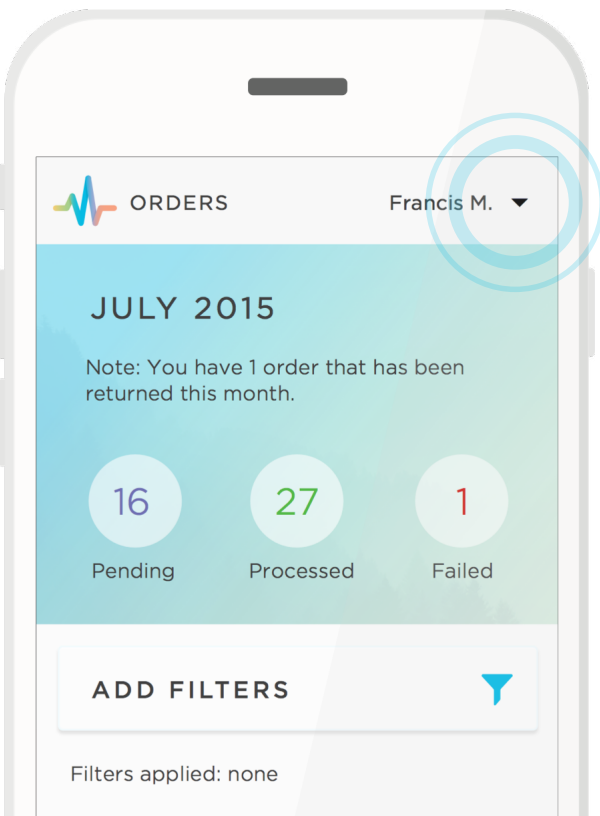 ORDERS
Francis M.
JULY 2015
Note: You have 1 order that has been
returned this month.
16
27
1
Pending
Processed
Failed
ADD FILTERS
Filters applied: none